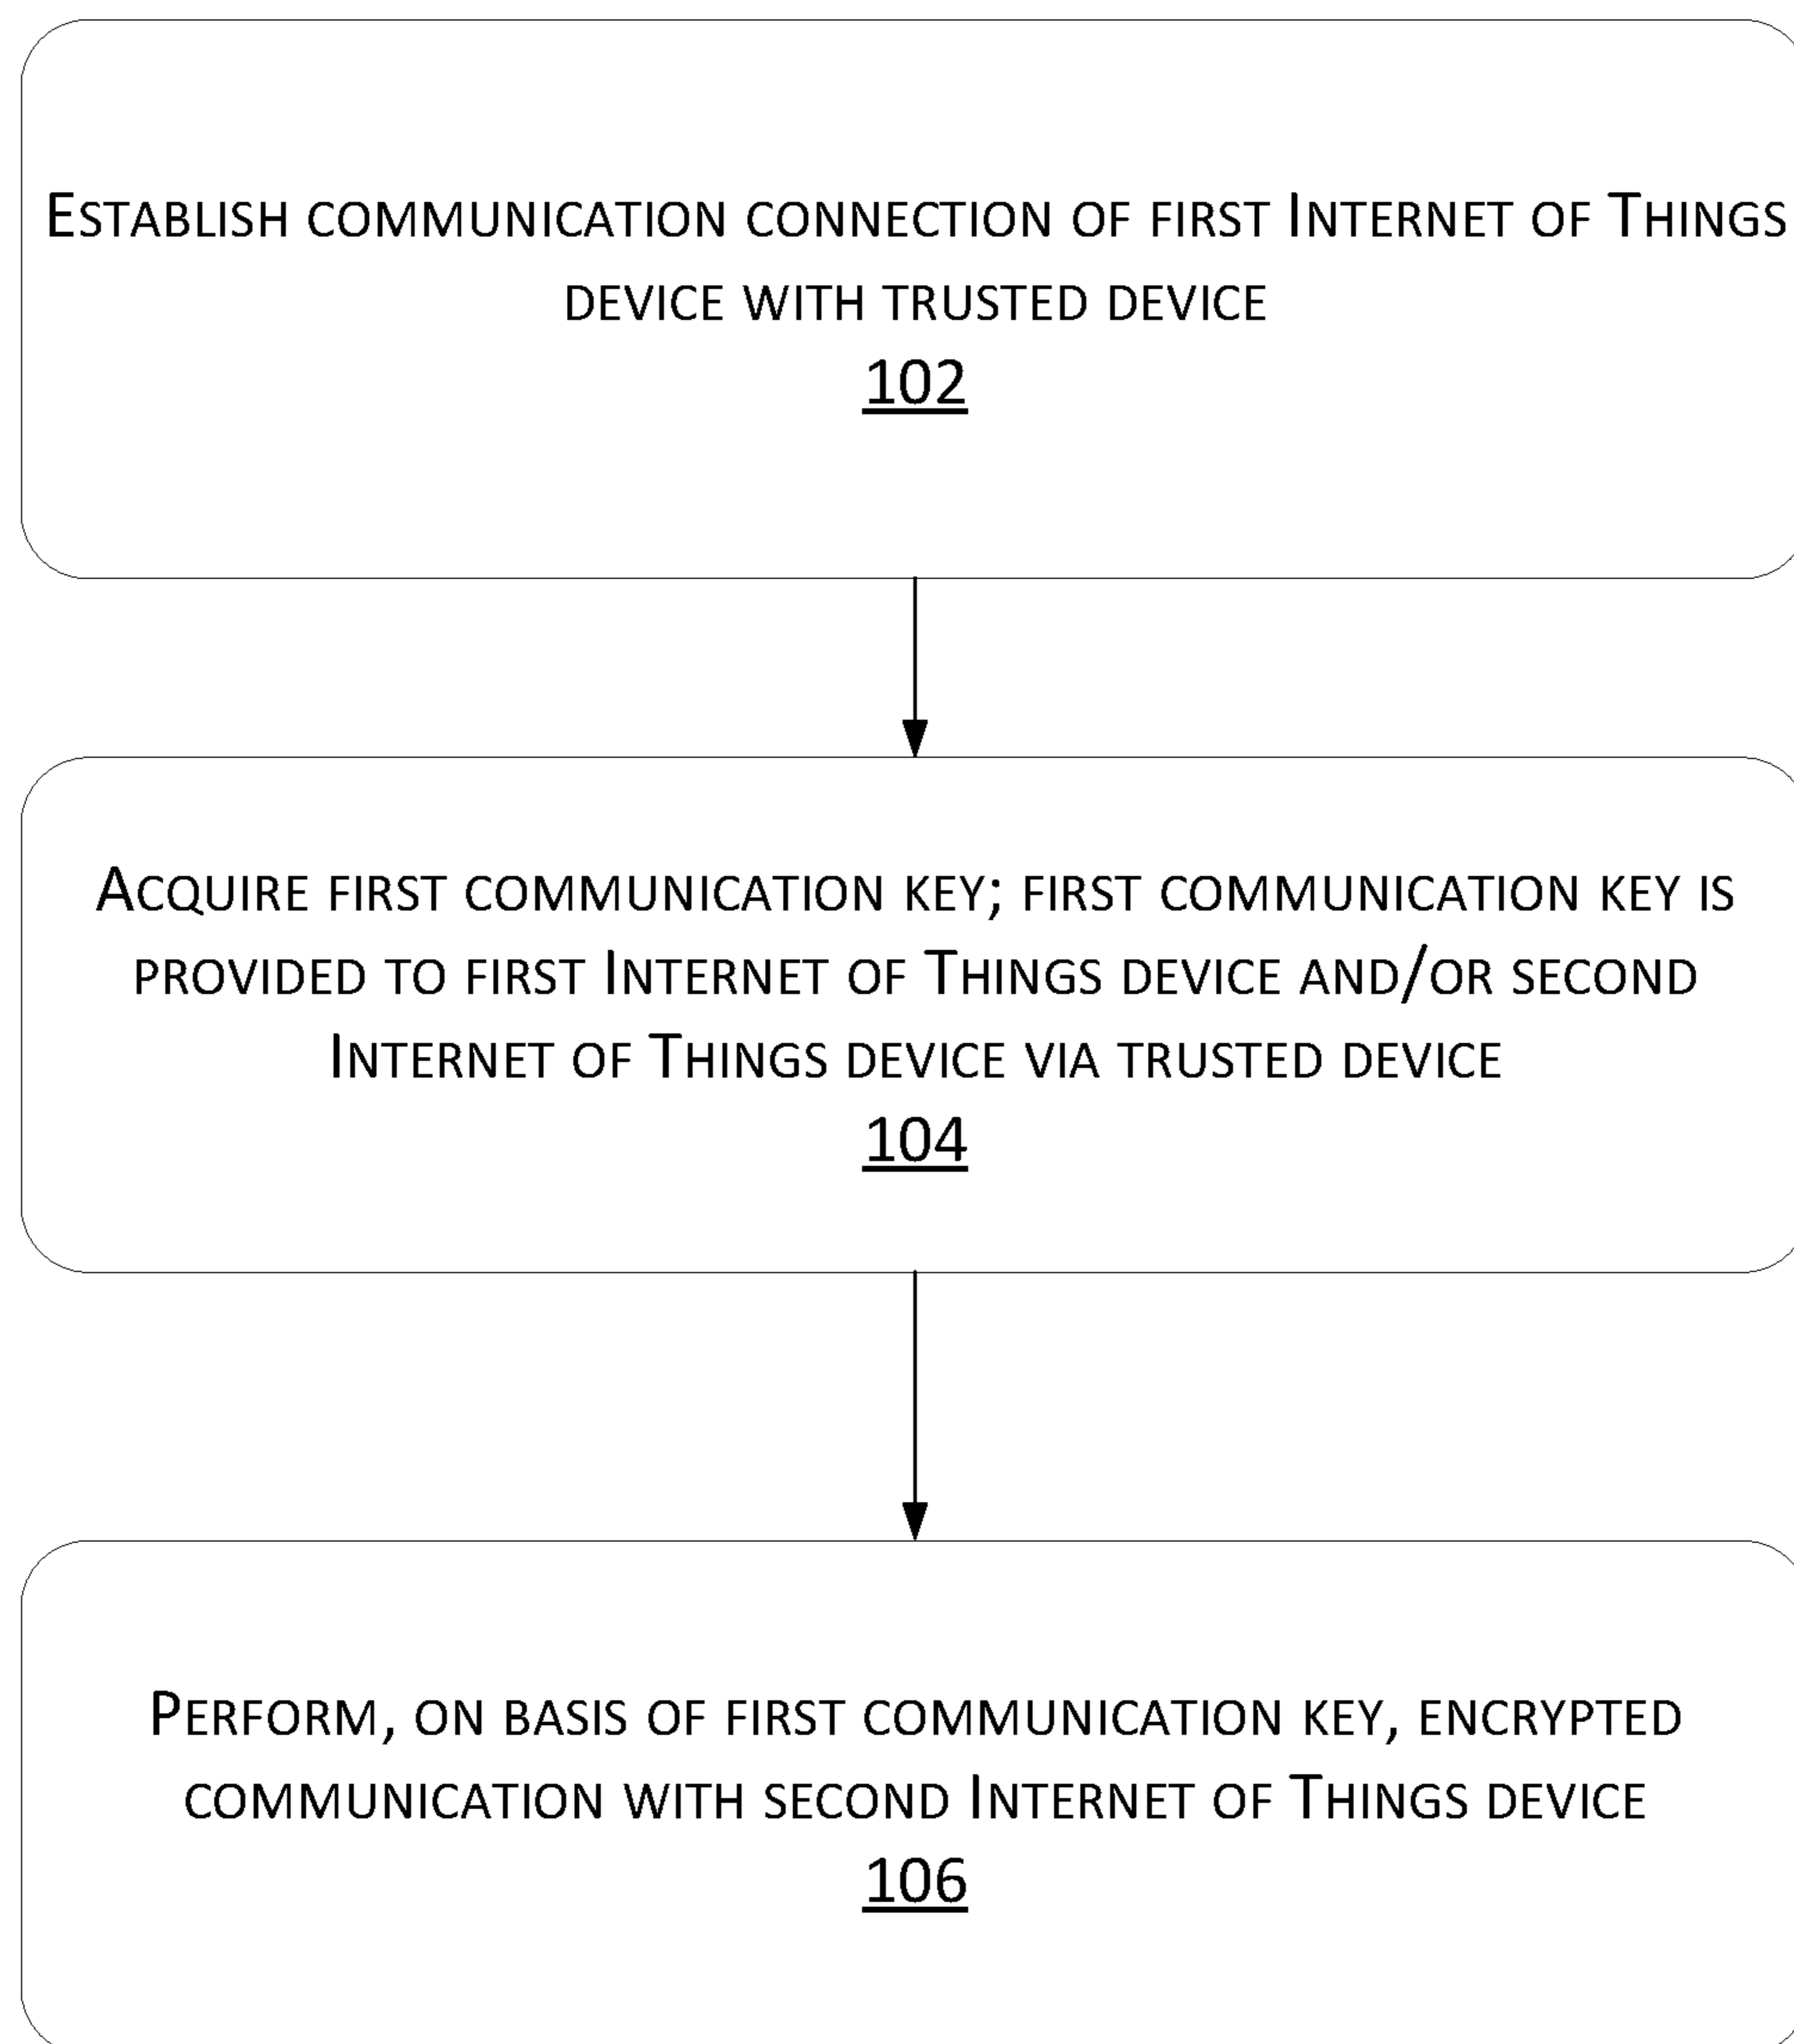 Establish communication connection of first Internet of Things
device with trusted device
102
Acquire first communication key; first communication key is
provided to first Internet of Things device and/or second
Internet of Things device via trusted device
104
Perform, on basis of first communication key, encrypted
communication with second Internet of Things device
106